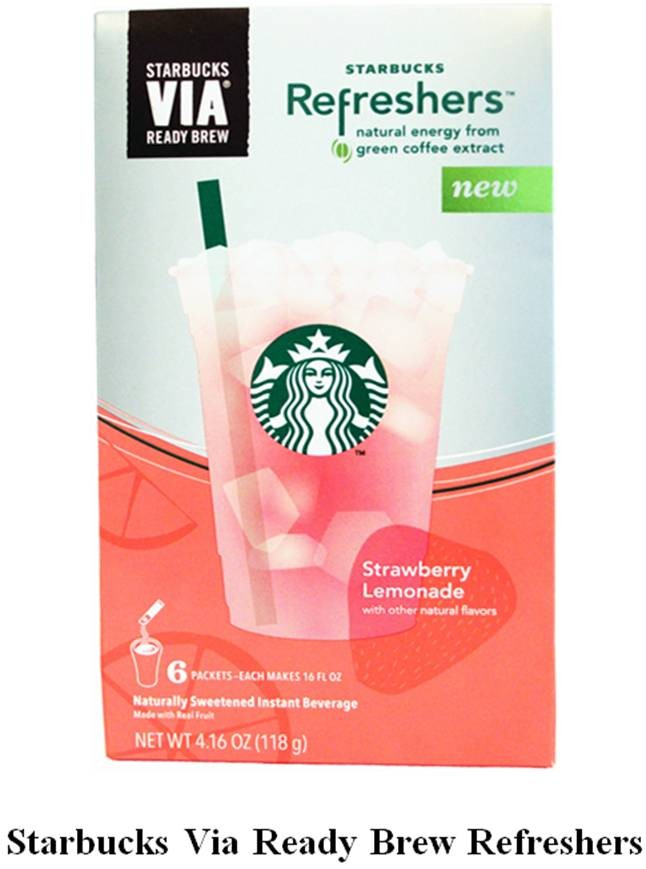 STARBUCKS
VIA®
READY BREW
STARBUCKS
Refreshers™
natural energy from
green coffee extract
new
TM
Strawberry
Lemonade
with other natural flavors
6 PACKETS–EACH MAKES 16 FL OZ
Naturally Sweetened Instant Beverage
Made with Real Fruit
NET WT 4.16 OZ (118 g)
Starbucks Via Ready Brew Refreshers